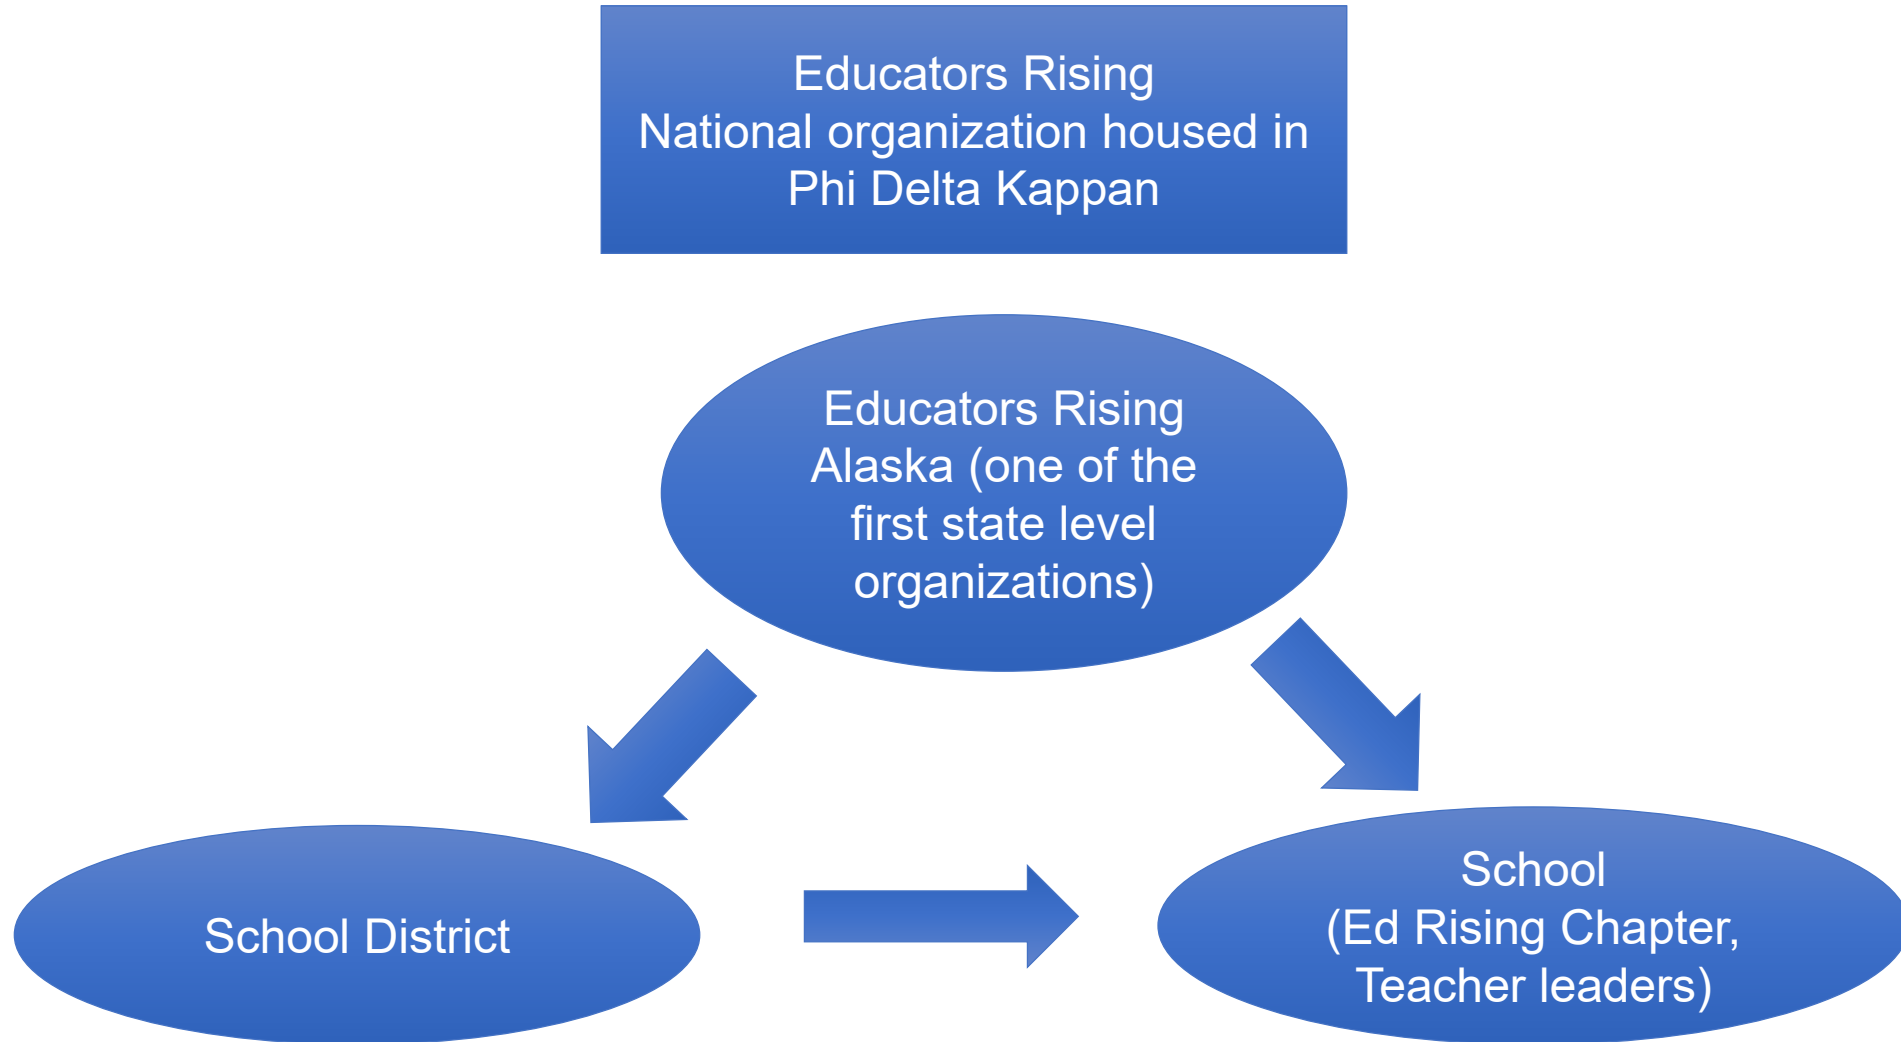 Educators Rising
National organization housed in
Phi Delta Kappan
Educators Rising
Alaska (one of the
first state level
organizations)
School District
School
(Ed Rising Chapter,
Teacher leaders)